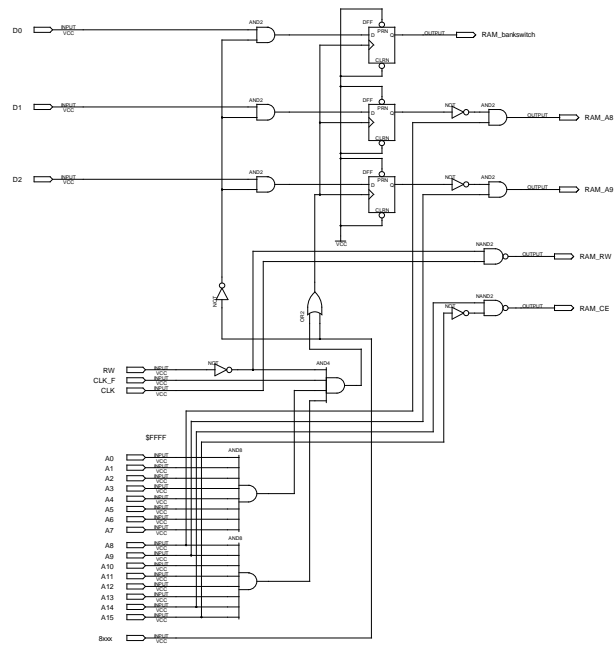 AND2 DFF
D0 INPUT VCC PRN D Q OUTPUT RAM_bankswitch
CLRN
AND2 DFF NOT AND2
D1 INPUT VCC PRN D Q OUTPUT RAM_A8
CLRN
AND2 DFF NOT AND2
D2 INPUT VCC PRN D Q OUTPUT RAM_A9
CLRN
VCC
NAND2
OUTPUT RAM_RW
NOT OR2 NAND2
NOT OUTPUT RAM_CE
RW INPUT VCC NOT AND4
CLK_F INPUT VCC
CLK INPUT VCC
$FFFF
AND8
A0 INPUT VCC
A1 INPUT VCC
A2 INPUT VCC
A3 INPUT VCC
A4 INPUT VCC
A5 INPUT VCC
A6 INPUT VCC
A7 INPUT VCC
AND8
A8 INPUT VCC
A9 INPUT VCC
A10 INPUT VCC
A11 INPUT VCC
A12 INPUT VCC
A13 INPUT VCC
A14 INPUT VCC
A15 INPUT VCC
8xxx INPUT VCC